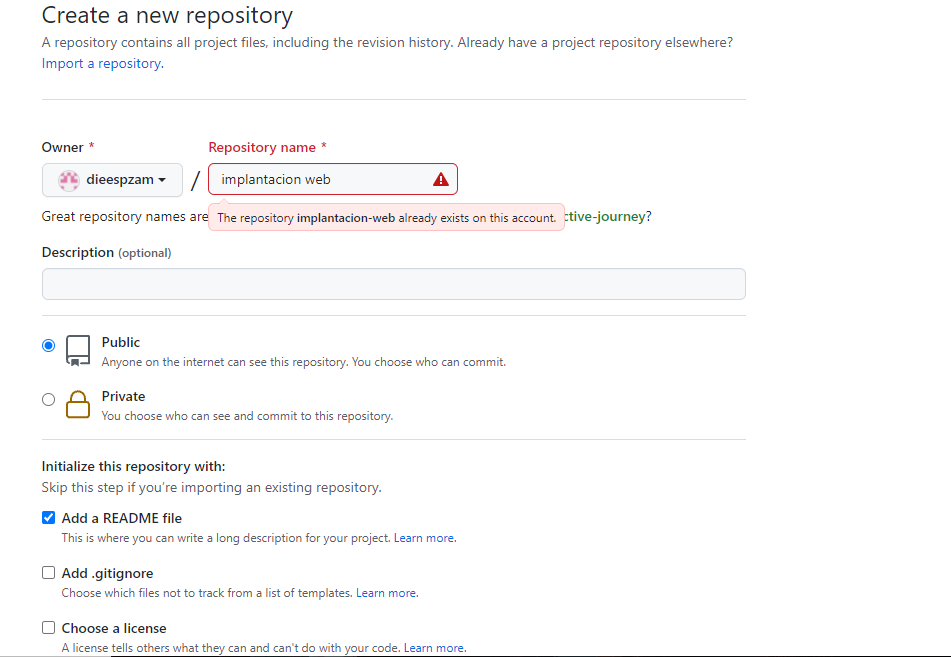 Create a new repository
A repository contains all project files, including the revision history. Already have a project repository elsewhere?
Import a repository.
Owner *
Repository name *
dieespzam
/
implantacion web
Great repository names are
The repository implantacion-web already exists on this account.
ctive-journey?
Description (optional)
Public
Anyone on the internet can see this repository. You choose who can commit.
Private
You choose who can see and commit to this repository.
Initialize this repository with:
Skip this step if you're importing an existing repository.
Add a README file
This is where you can write a long description for your project. Learn more.
Add .gitignore
Choose which files not to track from a list of templates. Learn more.
Choose a license
A license tells others what they can and can't do with your code. Learn more.